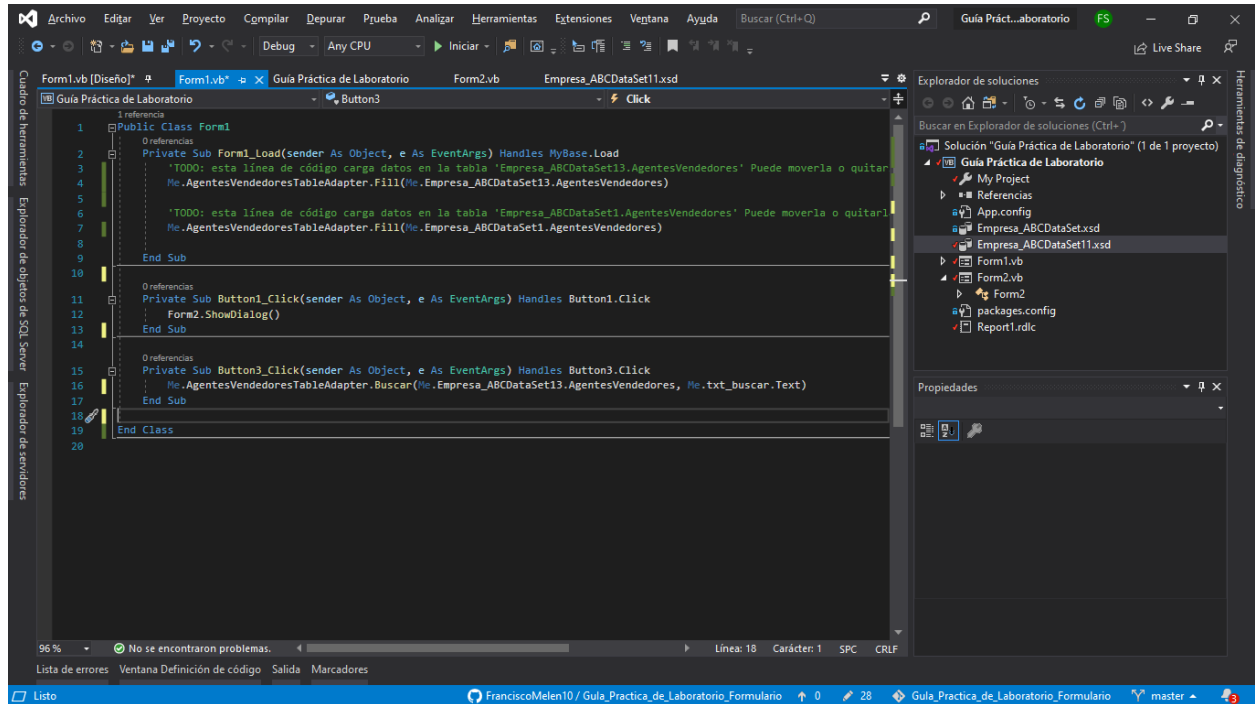 Archivo Editar Ver Proyecto Compilar Depurar Prueba Analizar Herramientas Extensiones Ventana Ayuda Buscar (Ctrl+Q) Guía Práct...aboratorio FS
Debug Any CPU Iniciar Live Share
Form1.vb [Diseño]* Form1.vb* Guía Práctica de Laboratorio Form2.vb Empresa_ABCDataSet11.xsd
Guía Práctica de Laboratorio Button3 Click
1 referencia
1 Public Class Form1
0 referencias
2 Private Sub Form1_Load(sender As Object, e As EventArgs) Handles MyBase.Load
3 'TODO: esta línea de código carga datos en la tabla 'Empresa_ABCDataSet13.AgentesVendedores' Puede moverla o quitar
4 Me.AgentesVendedoresTableAdapter.Fill(Me.Empresa_ABCDataSet13.AgentesVendedores)
5
6 'TODO: esta línea de código carga datos en la tabla 'Empresa_ABCDataSet1.AgentesVendedores' Puede moverla o quitarl
7 Me.AgentesVendedoresTableAdapter.Fill(Me.Empresa_ABCDataSet1.AgentesVendedores)
8
9 End Sub
10
0 referencias
11 Private Sub Button1_Click(sender As Object, e As EventArgs) Handles Button1.Click
12 Form2.ShowDialog()
13 End Sub
14
0 referencias
15 Private Sub Button3_Click(sender As Object, e As EventArgs) Handles Button3.Click
16 Me.AgentesVendedoresTableAdapter.Buscar(Me.Empresa_ABCDataSet13.AgentesVendedores, Me.txt_buscar.Text)
17 End Sub
18
19 End Class
20
96 % No se encontraron problemas. Línea: 18 Carácter: 1 SPC CRLF
Lista de errores Ventana Definición de código Salida Marcadores
Listo FranciscoMelen10 / Gula_Practica_de_Laboratorio_Formulario 0 28 Gula_Practica_de_Laboratorio_Formulario master 3
Cuadro de herramientas
Explorador de objetos de SQL Server
Explorador de servidores
Explorador de soluciones
Buscar en Explorador de soluciones (Ctrl+´)
Solución "Guía Práctica de Laboratorio" (1 de 1 proyecto)
VB Guía Práctica de Laboratorio
My Project
Referencias
App.config
Empresa_ABCDataSet.xsd
Empresa_ABCDataSet11.xsd
Form1.vb
Form2.vb
Form2
packages.config
Report1.rdlc
Propiedades
Herramientas de diagnóstico